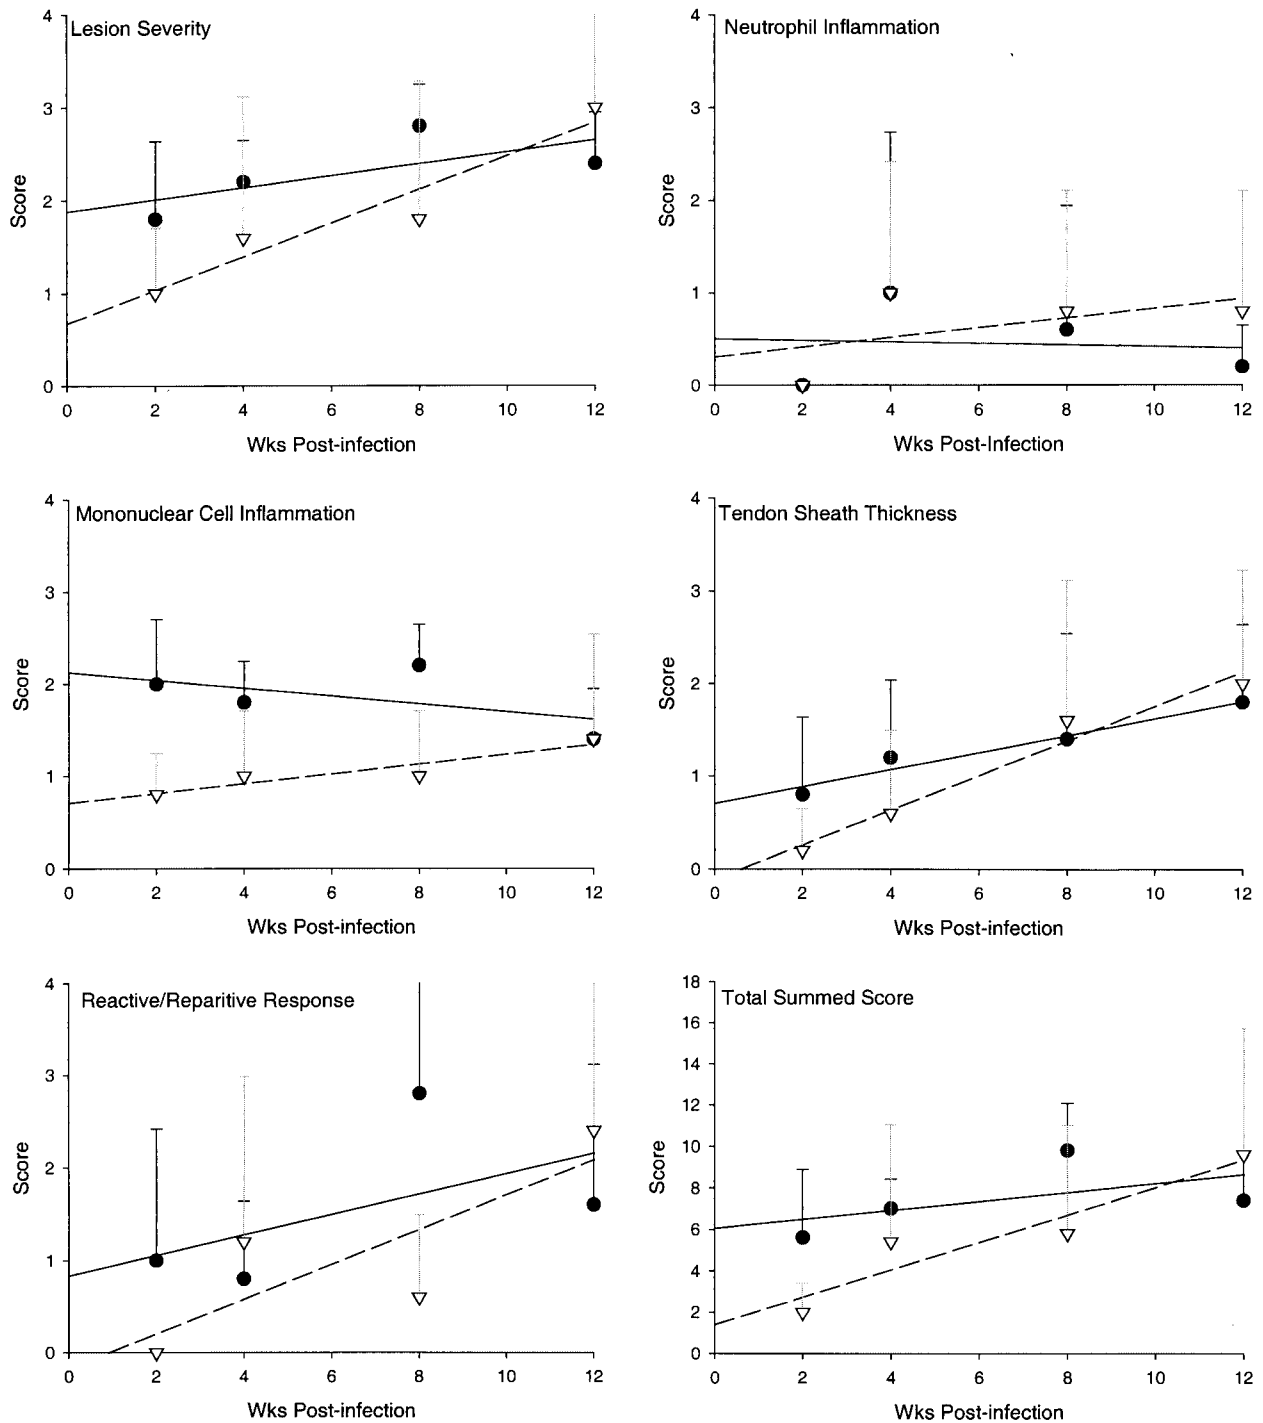 Lesion Severity
4
3
2
1
0
Score
0 2 4 6 8 10 12
Wks Post-infection
Neutrophil Inflammation
4
3
2
1
0
Score
0 2 4 6 8 10 12
Wks Post-Infection
Mononuclear Cell Inflammation
4
3
2
1
0
Score
0 2 4 6 8 10 12
Wks Post-infection
Tendon Sheath Thickness
4
3
2
1
0
Score
0 2 4 6 8 10 12
Wks Post-infection
Reactive/Reparitive Response
4
3
2
1
0
Score
0 2 4 6 8 10 12
Wks Post-infection
Total Summed Score
18
16
14
12
10
8
6
4
2
0
Score
0 2 4 6 8 10 12
Wks Post-infection